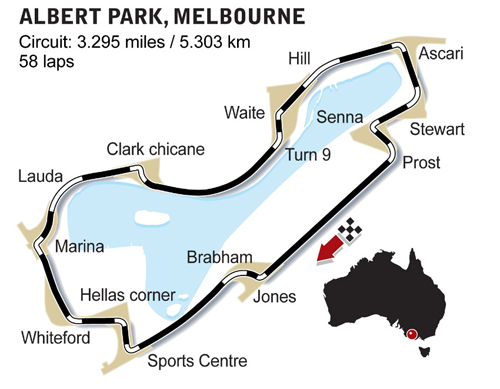 ALBERT PARK, MELBOURNE
Circuit: 3.295 miles / 5.303 km
58 laps
Hill
Ascari
Waite
Senna
Stewart
Clark chicane
Turn 9
Prost
Lauda
Marina
Brabham
Hellas corner
Jones
Whiteford
Sports Centre